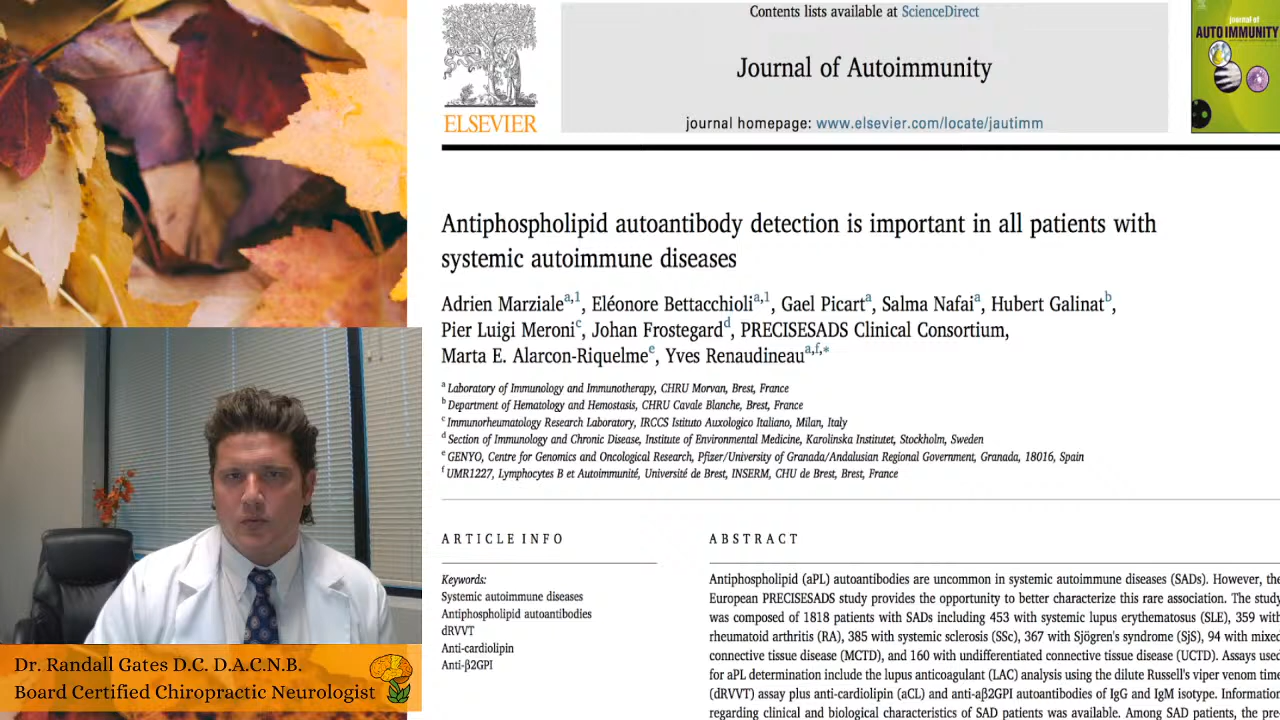 Contents lists available at ScienceDirect
Journal of Autoimmunity
journal homepage: www.elsevier.com/locate/jautimm
ELSEVIER
journal of
AUTOIMMUNITY
Antiphospholipid autoantibody detection is important in all patients with
systemic autoimmune diseases
Adrien Marziale a,1, Eléonore Bettacchioli a,1, Gael Picart a, Salma Nafai a, Hubert Galinat b,
Pier Luigi Meroni c, Johan Frostegard d, PRECISESADS Clinical Consortium,
Marta E. Alarcon-Riquelme e, Yves Renaudineau a,f,*
a Laboratory of Immunology and Immunotherapy, CHRU Morvan, Brest, France
b Department of Hematology and Hemostasis, CHRU Cavale Blanche, Brest, France
c Immunorheumatology Research Laboratory, IRCCS Istituto Auxologico Italiano, Milan, Italy
d Section of Immunology and Chronic Disease, Institute of Environmental Medicine, Karolinska Institutet, Stockholm, Sweden
e GENYO, Centre for Genomics and Oncological Research, Pfizer/University of Granada/Andalusian Regional Government, Granada, 18016, Spain
f UMR1227, Lymphocytes B et Autoimmunité, Université de Brest, INSERM, CHU de Brest, Brest, France
ARTICLE INFO
Keywords:
Systemic autoimmune diseases
Antiphospholipid autoantibodies
dRVVT
Anti-cardiolipin
Anti-β2GPI
ABSTRACT
Antiphospholipid (aPL) autoantibodies are uncommon in systemic autoimmune diseases (SADs). However, the
European PRECISESADS study provides the opportunity to better characterize this rare association. The study
was composed of 1818 patients with SADs including 453 with systemic lupus erythematosus (SLE), 359 with
rheumatoid arthritis (RA), 385 with systemic sclerosis (SSc), 367 with Sjögren's syndrome (SjS), 94 with mixed
connective tissue disease (MCTD), and 160 with undifferentiated connective tissue disease (UCTD). Assays used
for aPL determination include the lupus anticoagulant (LAC) analysis using the dilute Russell's viper venom time
(dRVVT) assay plus anti-cardiolipin (aCL) and anti-aβ2GPI autoantibodies of IgG and IgM isotype. Information
regarding clinical and biological characteristics of SAD patients was available. Among SAD patients, the pre-
Dr. Randall Gates D.C. D.A.C.N.B.
Board Certified Chiropractic Neurologist